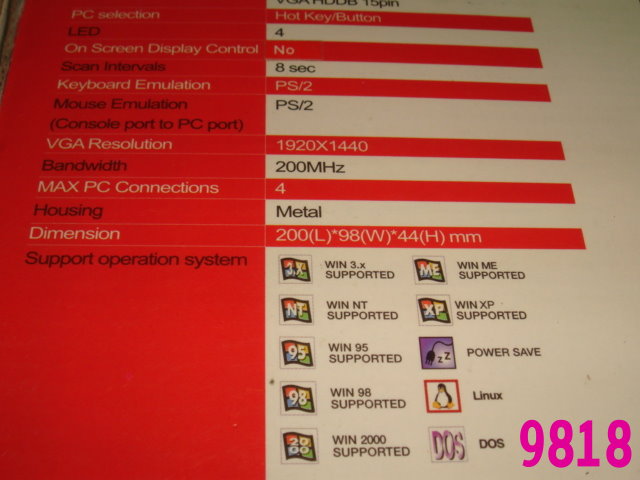 VGA HDDB 15pin
PC selection Hot Key/Button
LED 4
On Screen Display Control No
Scan Intervals 8 sec
Keyboard Emulation PS/2
Mouse Emulation PS/2
(Console port to PC port)
VGA Resolution 1920X1440
Bandwidth 200MHz
MAX PC Connections 4
Housing Metal
Dimension 200(L)*98(W)*44(H) mm
Support operation system
3.X WIN 3.x SUPPORTED
ME WIN ME SUPPORTED
NT WIN NT SUPPORTED
XP WIN XP SUPPORTED
95 WIN 95 SUPPORTED
zZ POWER SAVE
98 WIN 98 SUPPORTED
Linux
2000 WIN 2000 SUPPORTED
DOS DOS
9818